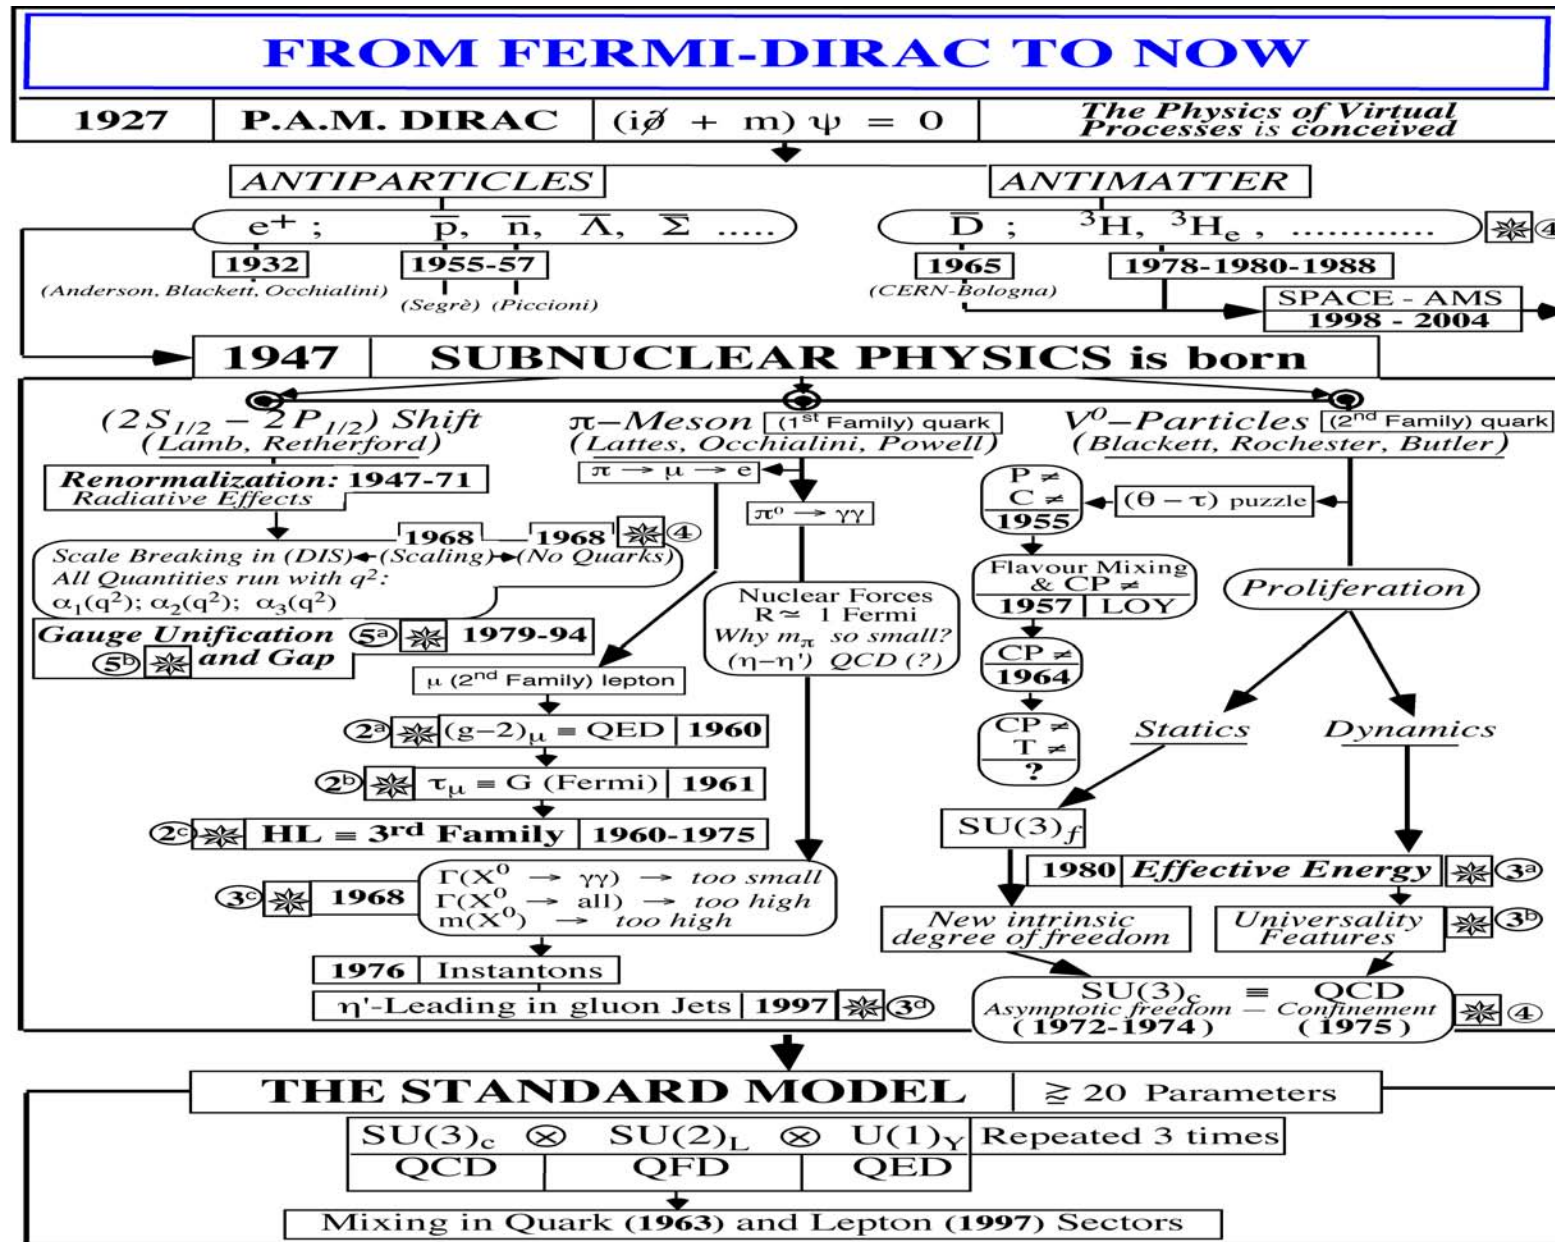 FROM FERMI-DIRAC TO NOW
1927 P.A.M. DIRAC (i∂̸ + m) ψ = 0 The Physics of Virtual
Processes is conceived
ANTIPARTICLES ANTIMATTER
e⁺ ; p̅, n̅, Λ̅, Σ̅ ..... D̅ ; ³H, ³Hₑ , ............ ④
1932 1955-57 1965 1978-1980-1988
(Anderson, Blackett, Occhialini) (Segrè) (Piccioni) (CERN-Bologna)
SPACE - AMS
1998 - 2004
1947 SUBNUCLEAR PHYSICS is born
(2S₁/₂ − 2P₁/₂) Shift
(Lamb, Retherford)
π−Meson (1ˢᵗ Family) quark
(Lattes, Occhialini, Powell)
V⁰−Particles (2ⁿᵈ Family) quark
(Blackett, Rochester, Butler)
Renormalization: 1947-71
Radiative Effects
1968 1968 ④
Scale Breaking in (DIS) (Scaling) (No Quarks)
All Quantities run with q² :
α₁(q²); α₂(q²); α₃(q²)
Gauge Unification 5ᵃ 1979-94
5ᵇ and Gap
π → μ → e
π⁰ → γγ
Nuclear Forces
R ≃ 1 Fermi
Why mπ so small?
(η−η') QCD (?)
μ (2ⁿᵈ Family) lepton
2ᵃ (g−2)μ ≡ QED 1960
2ᵇ τμ ≡ G (Fermi) 1961
2ᶜ HL ≡ 3ʳᵈ Family 1960-1975
3ᶜ 1968
Γ(X⁰ → γγ) → too small
Γ(X⁰ → all) → too high
m(X⁰) → too high
1976 Instantons
η'-Leading in gluon Jets 1997 3ᵈ
P ≠
C ≠
1955
(θ − τ) puzzle
Flavour Mixing
& CP ≠
1957 LOY
CP ≠
1964
CP ≠
T ≠
?
Proliferation
Statics Dynamics
SU(3)f
1980 Effective Energy 3ᵃ
New intrinsic
degree of freedom
Universality
Features 3ᵇ
SU(3)c ≡ QCD
Asymptotic freedom − Confinement
(1972-1974) (1975) ④
THE STANDARD MODEL ≳ 20 Parameters
SU(3)c ⊗ SU(2)L ⊗ U(1)Y Repeated 3 times
QCD QFD QED
Mixing in Quark (1963) and Lepton (1997) Sectors